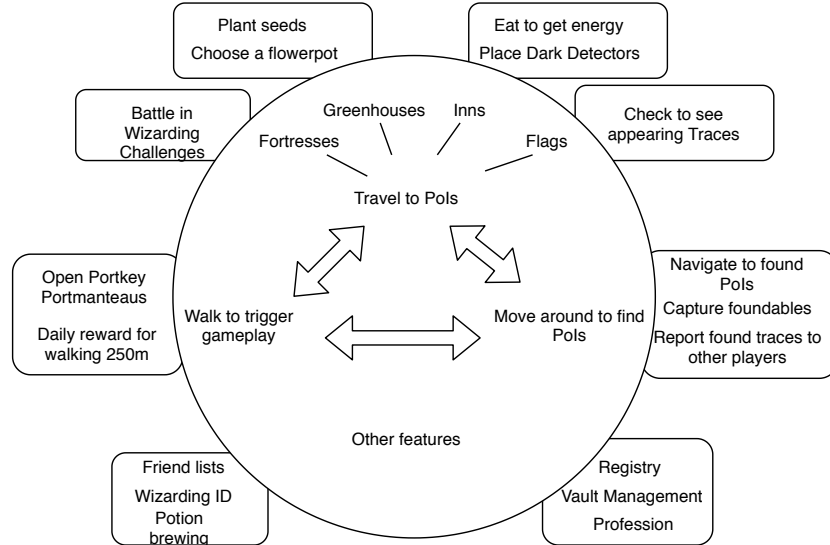 Plant seeds
Choose a flowerpot
Eat to get energy
Place Dark Detectors
Battle in
Wizarding
Challenges
Greenhouses
Inns
Fortresses
Flags
Check to see
appearing Traces
Travel to PoIs
Open Portkey
Portmanteaus
Daily reward for
walking 250m
Walk to trigger
gameplay
Move around to find
PoIs
Navigate to found
PoIs
Capture foundables
Report found traces to
other players
Other features
Friend lists
Wizarding ID
Potion
brewing
Registry
Vault Management
Profession